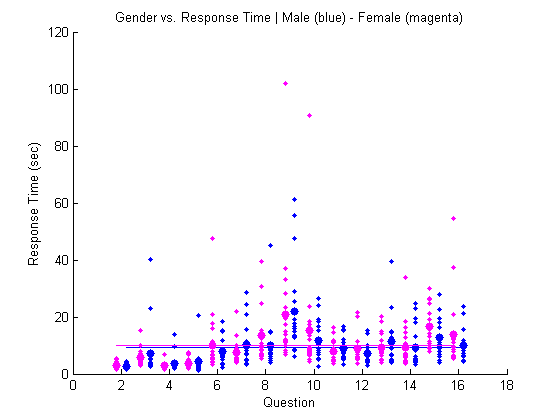 Gender vs. Response Time | Male (blue) - Female (magenta)
120
100
80
60
40
20
0
Response Time (sec)
0 2 4 6 8 10 12 14 16 18
Question